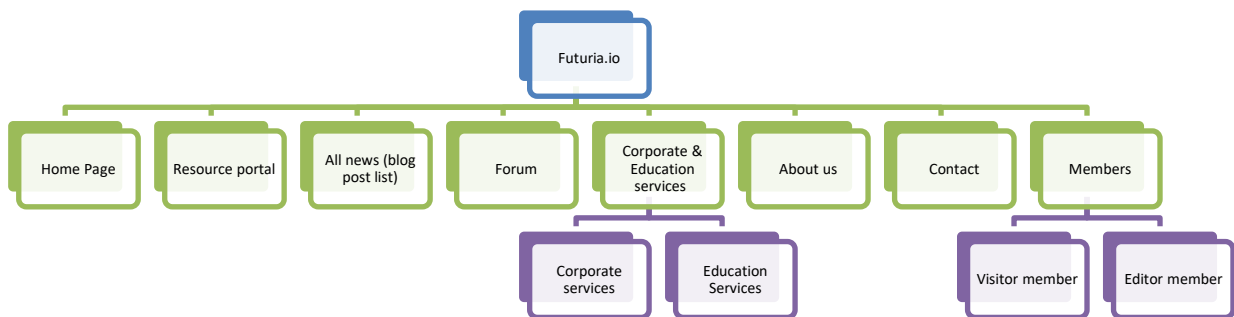 Futuria.io
Home Page
Resource portal
All news (blog
post list)
Forum
Corporate &
Education
services
About us
Contact
Members
Corporate
services
Education
Services
Visitor member
Editor member